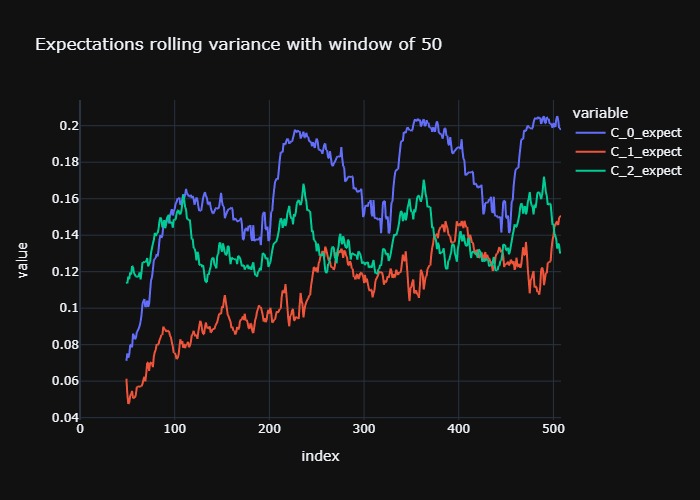 Expectations rolling variance with window of 50
variable
C_0_expect
C_1_expect
C_2_expect
value
0.2
0.18
0.16
0.14
0.12
0.1
0.08
0.06
0.04
0
100
200
300
400
500
index